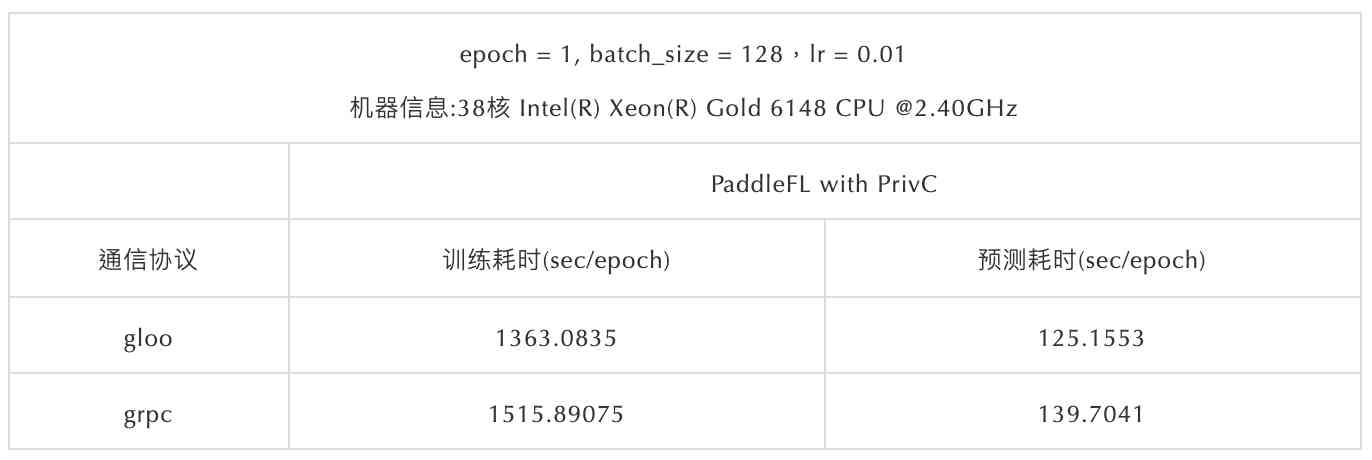 epoch = 1, batch_size = 128，lr = 0.01
机器信息:38核 Intel(R) Xeon(R) Gold 6148 CPU @2.40GHz
PaddleFL with PrivC
通信协议 训练耗时(sec/epoch) 预测耗时(sec/epoch)
gloo 1363.0835 125.1553
grpc 1515.89075 139.7041